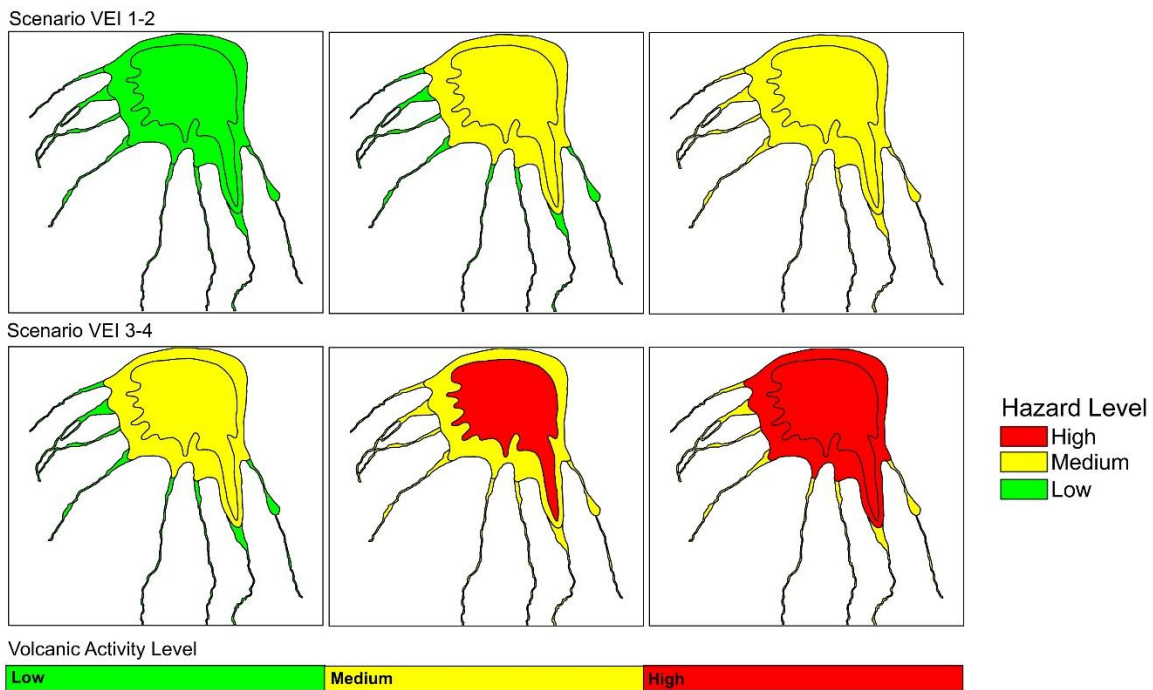 Scenario VEI 1-2
Scenario VEI 3-4
Hazard Level
High
Medium
Low
Volcanic Activity Level
Low Medium High